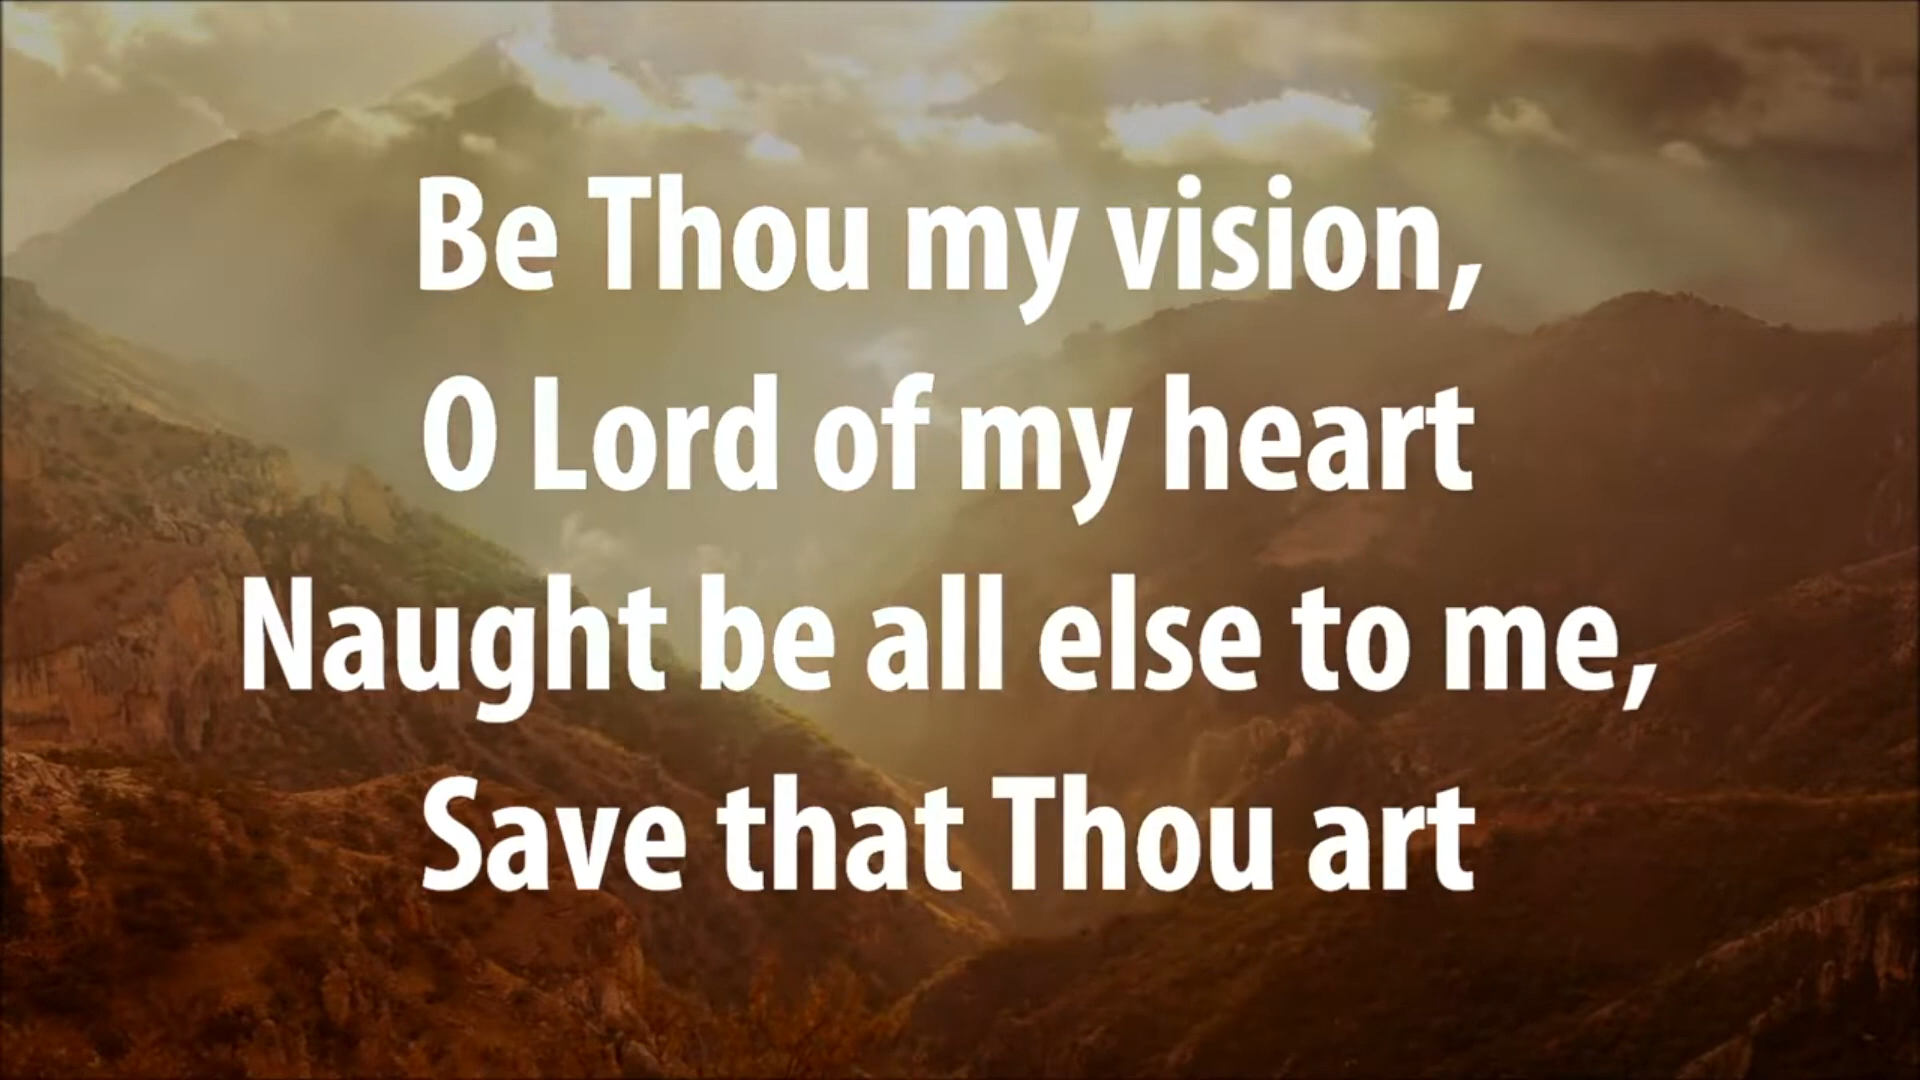 Be Thou my vision,
O Lord of my heart
Naught be all else to me,
Save that Thou art